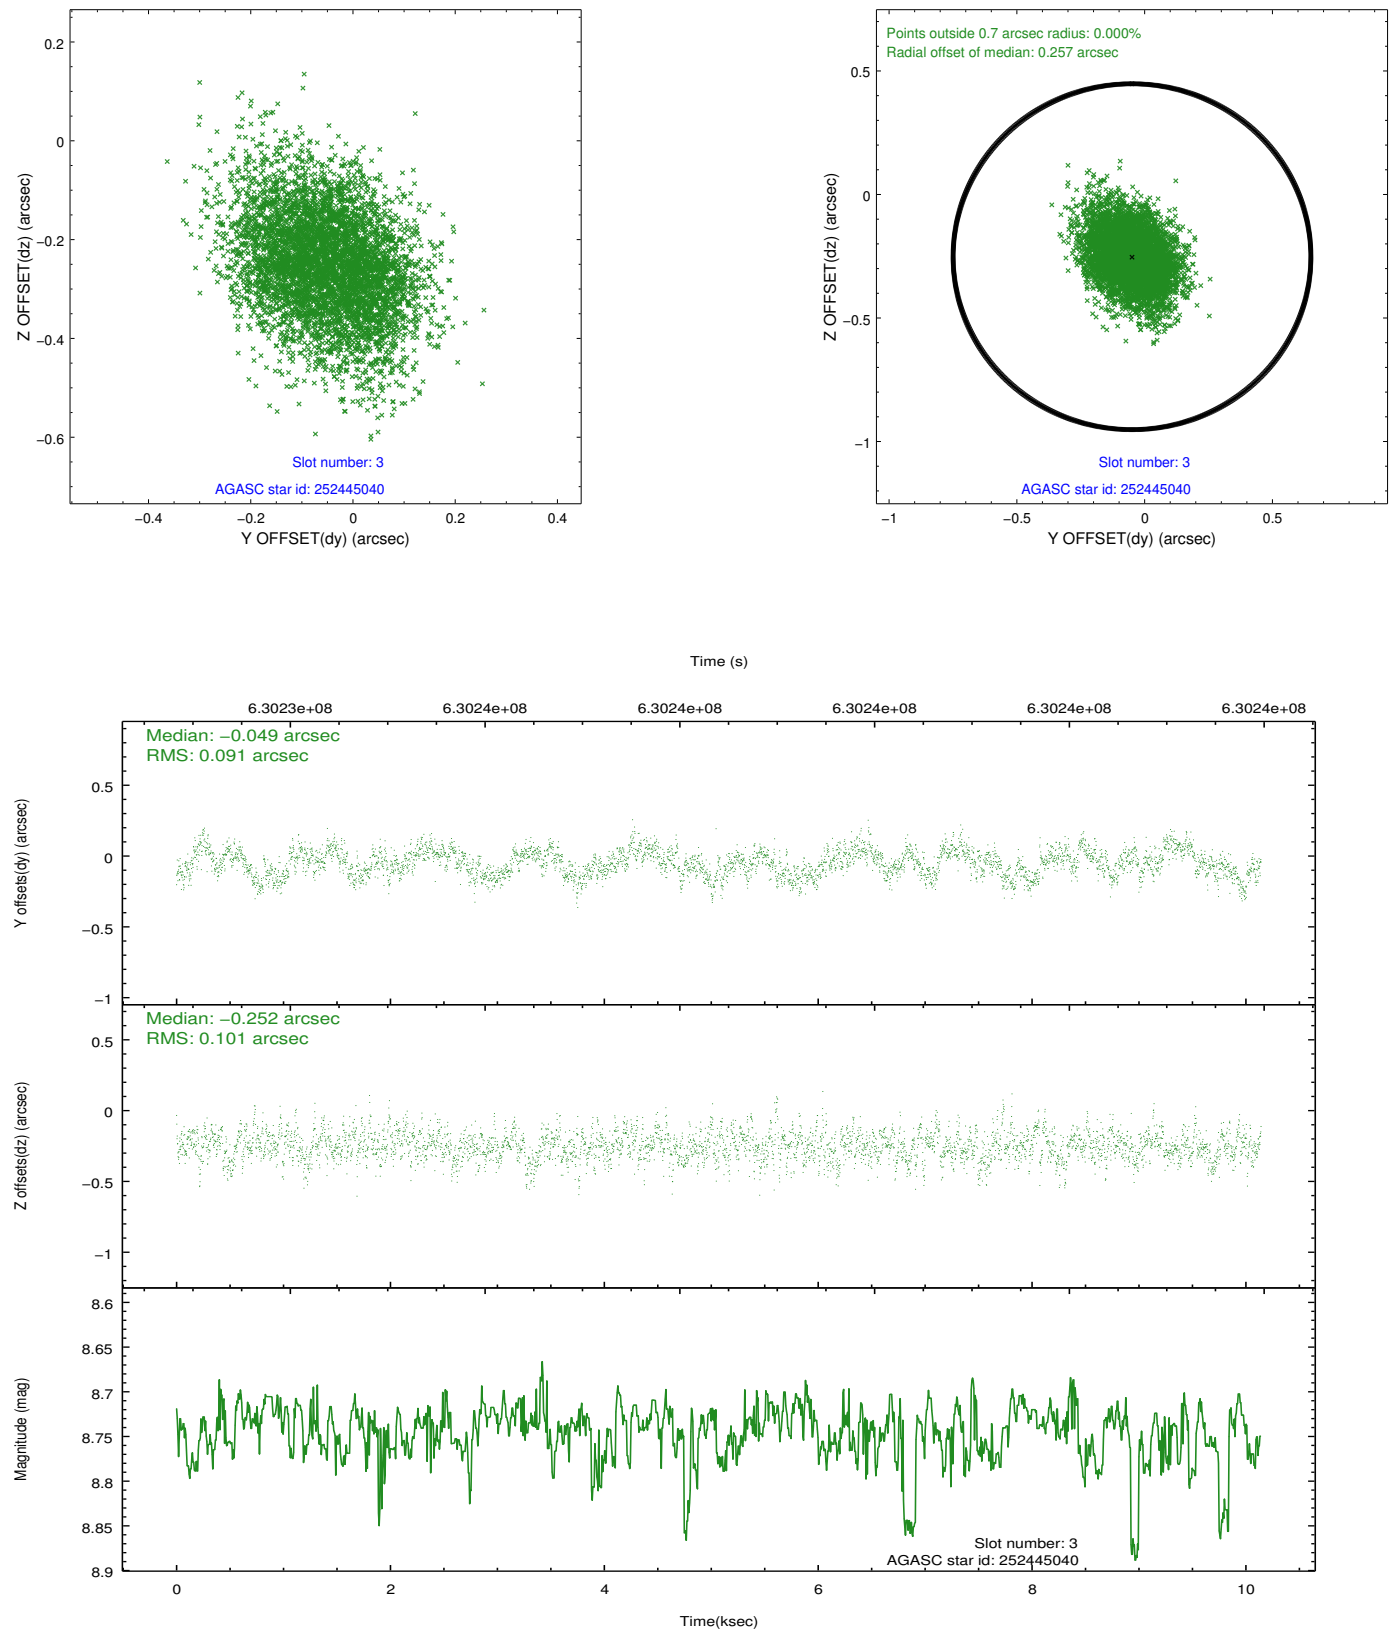 0.2
0
−0.2
−0.4
−0.6
Z OFFSET(dz) (arcsec)
Slot number: 3
AGASC star id: 252445040
−0.4
−0.2
0
0.2
0.4
Y OFFSET(dy) (arcsec)
Points outside 0.7 arcsec radius: 0.000%
Radial offset of median: 0.257 arcsec
0.5
0
−0.5
−1
Z OFFSET(dz) (arcsec)
Slot number: 3
AGASC star id: 252445040
−1
−0.5
0
0.5
Y OFFSET(dy) (arcsec)
Time (s)
6.3023e+08
6.3024e+08
6.3024e+08
6.3024e+08
6.3024e+08
6.3024e+08
Median: −0.049 arcsec
RMS: 0.091 arcsec
0.5
0
−0.5
−1
Y offsets(dy) (arcsec)
Median: −0.252 arcsec
RMS: 0.101 arcsec
0.5
0
−0.5
−1
Z offsets(dz) (arcsec)
8.6
8.65
8.7
8.75
8.8
8.85
8.9
Magnitude (mag)
Slot number: 3
AGASC star id: 252445040
0
2
4
6
8
10
Time(ksec)